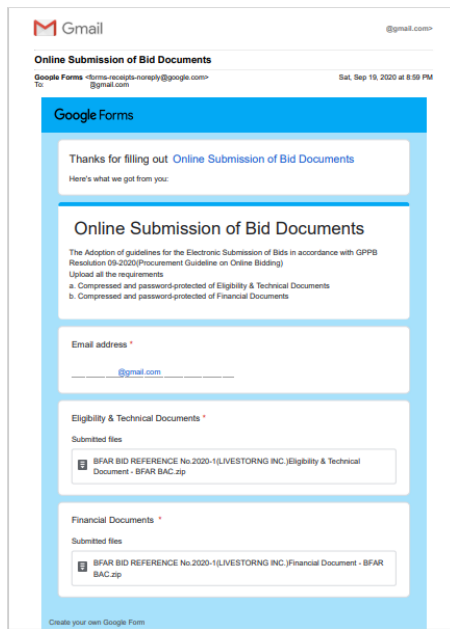 Gmail
@gmail.com>
Online Submission of Bid Documents
Google Forms <forms-receipts-noreply@google.com>
Sat, Sep 19, 2020 at 8:59 PM
To: @gmail.com
Google Forms
Thanks for filling out Online Submission of Bid Documents
Here's what we got from you:
Online Submission of Bid Documents
The Adoption of guidelines for the Electronic Submission of Bids in accordance with GPPB
Resolution 09-2020(Procurement Guideline on Online Bidding)
Upload all the requirements
a. Compressed and password-protected of Eligibility & Technical Documents
b. Compressed and password-protected of Financial Documents
Email address *
@gmail.com
Eligibility & Technical Documents *
Submitted files
BFAR BID REFERENCE No.2020-1(LIVESTORNG INC.)Eligibility & Technical
Document - BFAR BAC.zip
Financial Documents *
Submitted files
BFAR BID REFERENCE No.2020-1(LIVESTORNG INC.)Financial Document - BFAR
BAC.zip
Create your own Google Form